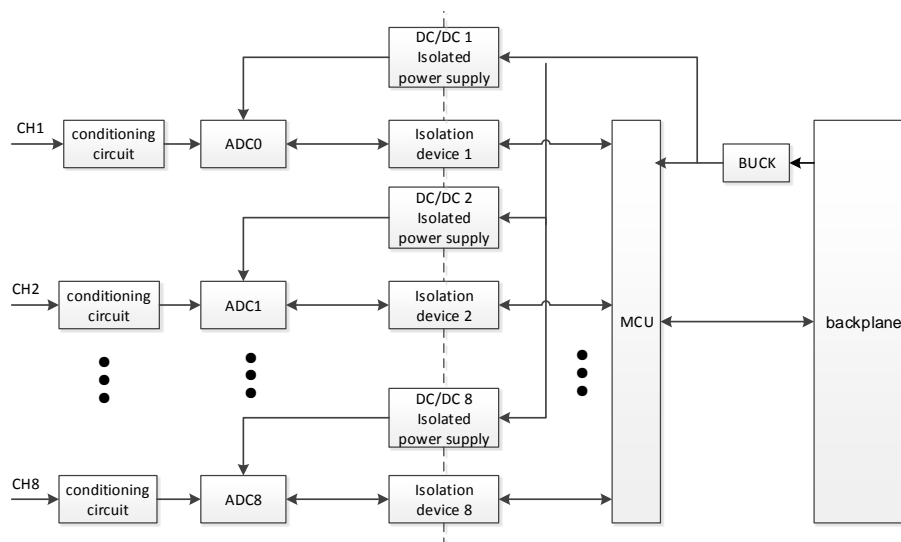 DC/DC 1
Isolated
power supply
CH1
conditioning
circuit
ADC0
Isolation
device 1
BUCK
DC/DC 2
Isolated
power supply
CH2
conditioning
circuit
ADC1
Isolation
device 2
MCU
backplane
DC/DC 8
Isolated
power supply
CH8
conditioning
circuit
ADC8
Isolation
device 8